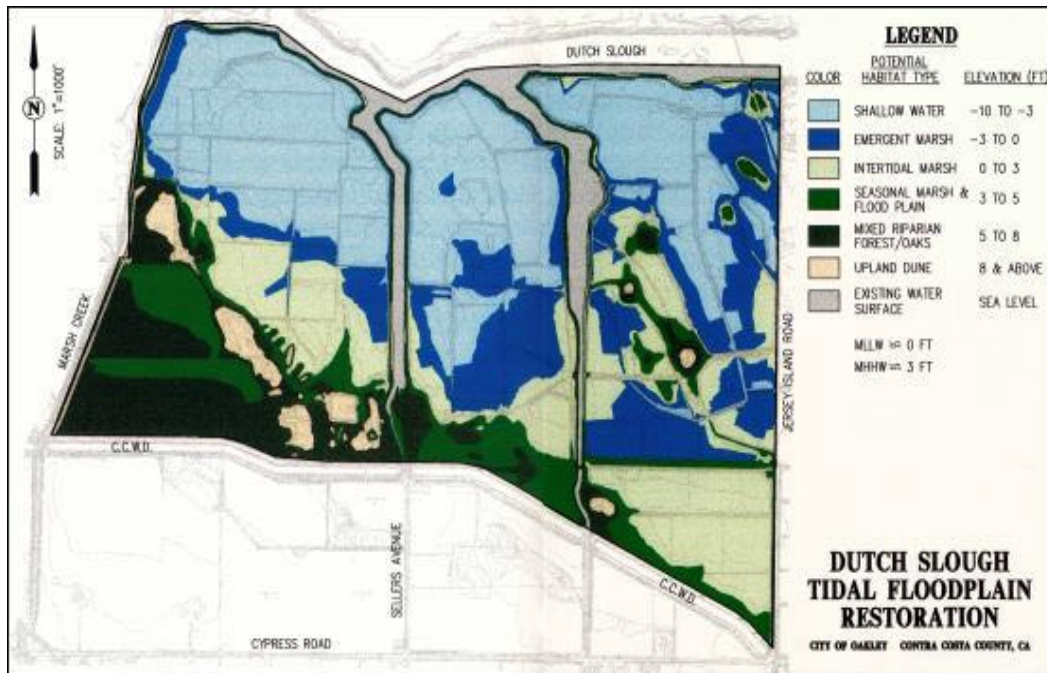 N
SCALE: 1"=1000'
DUTCH SLOUGH
MARSH CREEK
C.C.W.D.
SELLERS AVENUE
CYPRESS ROAD
C.C.W.D.
JERSEY ISLAND ROAD
LEGEND
COLOR POTENTIAL HABITAT TYPE ELEVATION (FT)
SHALLOW WATER -10 TO -3
EMERGENT MARSH -3 TO 0
INTERTIDAL MARSH 0 TO 3
SEASONAL MARSH & FLOOD PLAIN 3 TO 5
MIXED RIPARIAN FOREST/OAKS 5 TO 8
UPLAND DUNE 8 & ABOVE
EXISTING WATER SURFACE SEA LEVEL
MLLW ≈ 0 FT
MHHW ≈ 3 FT
DUTCH SLOUGH
TIDAL FLOODPLAIN
RESTORATION
CITY OF OAKLEY CONTRA COSTA COUNTY, CA